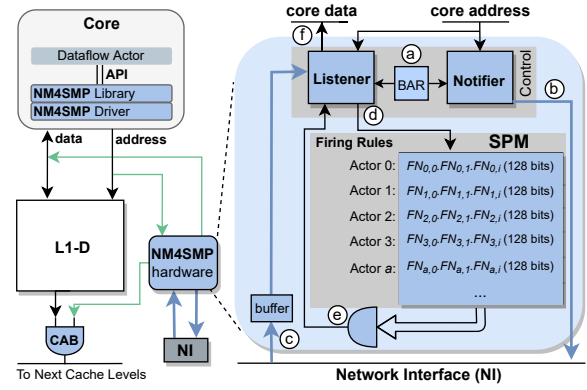 Core
Dataflow Actor
API
NM4SMP Library
NM4SMP Driver
data
address
L1-D
NM4SMP
hardware
CAB
NI
To Next Cache Levels
core data
core address
f
a
Listener
BAR
Notifier
Control
b
d
Firing Rules
SPM
Actor 0: FN0,0.FN0,1.FN0,i (128 bits)
Actor 1: FN1,0.FN1,1.FN1,i (128 bits)
Actor 2: FN2,0.FN2,1.FN2,i (128 bits)
Actor 3: FN3,0.FN3,1.FN3,i (128 bits)
Actor a: FNa,0.FNa,1.FNa,i (128 bits)
...
buffer
e
c
Network Interface (NI)